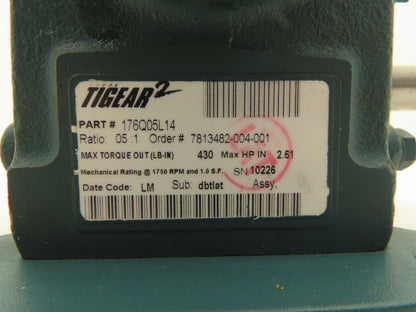 TIGEAR2
PART # 176Q05L14
Ratio: 05 :1 Order # 7813482-004-001
MAX TORQUE OUT (LB-IN) 430 Max HP IN 2.61
Mechanical Rating @ 1750 RPM and 1.0 S.F. SN 10226
Date Code: LM Sub: dbtlat Assy.